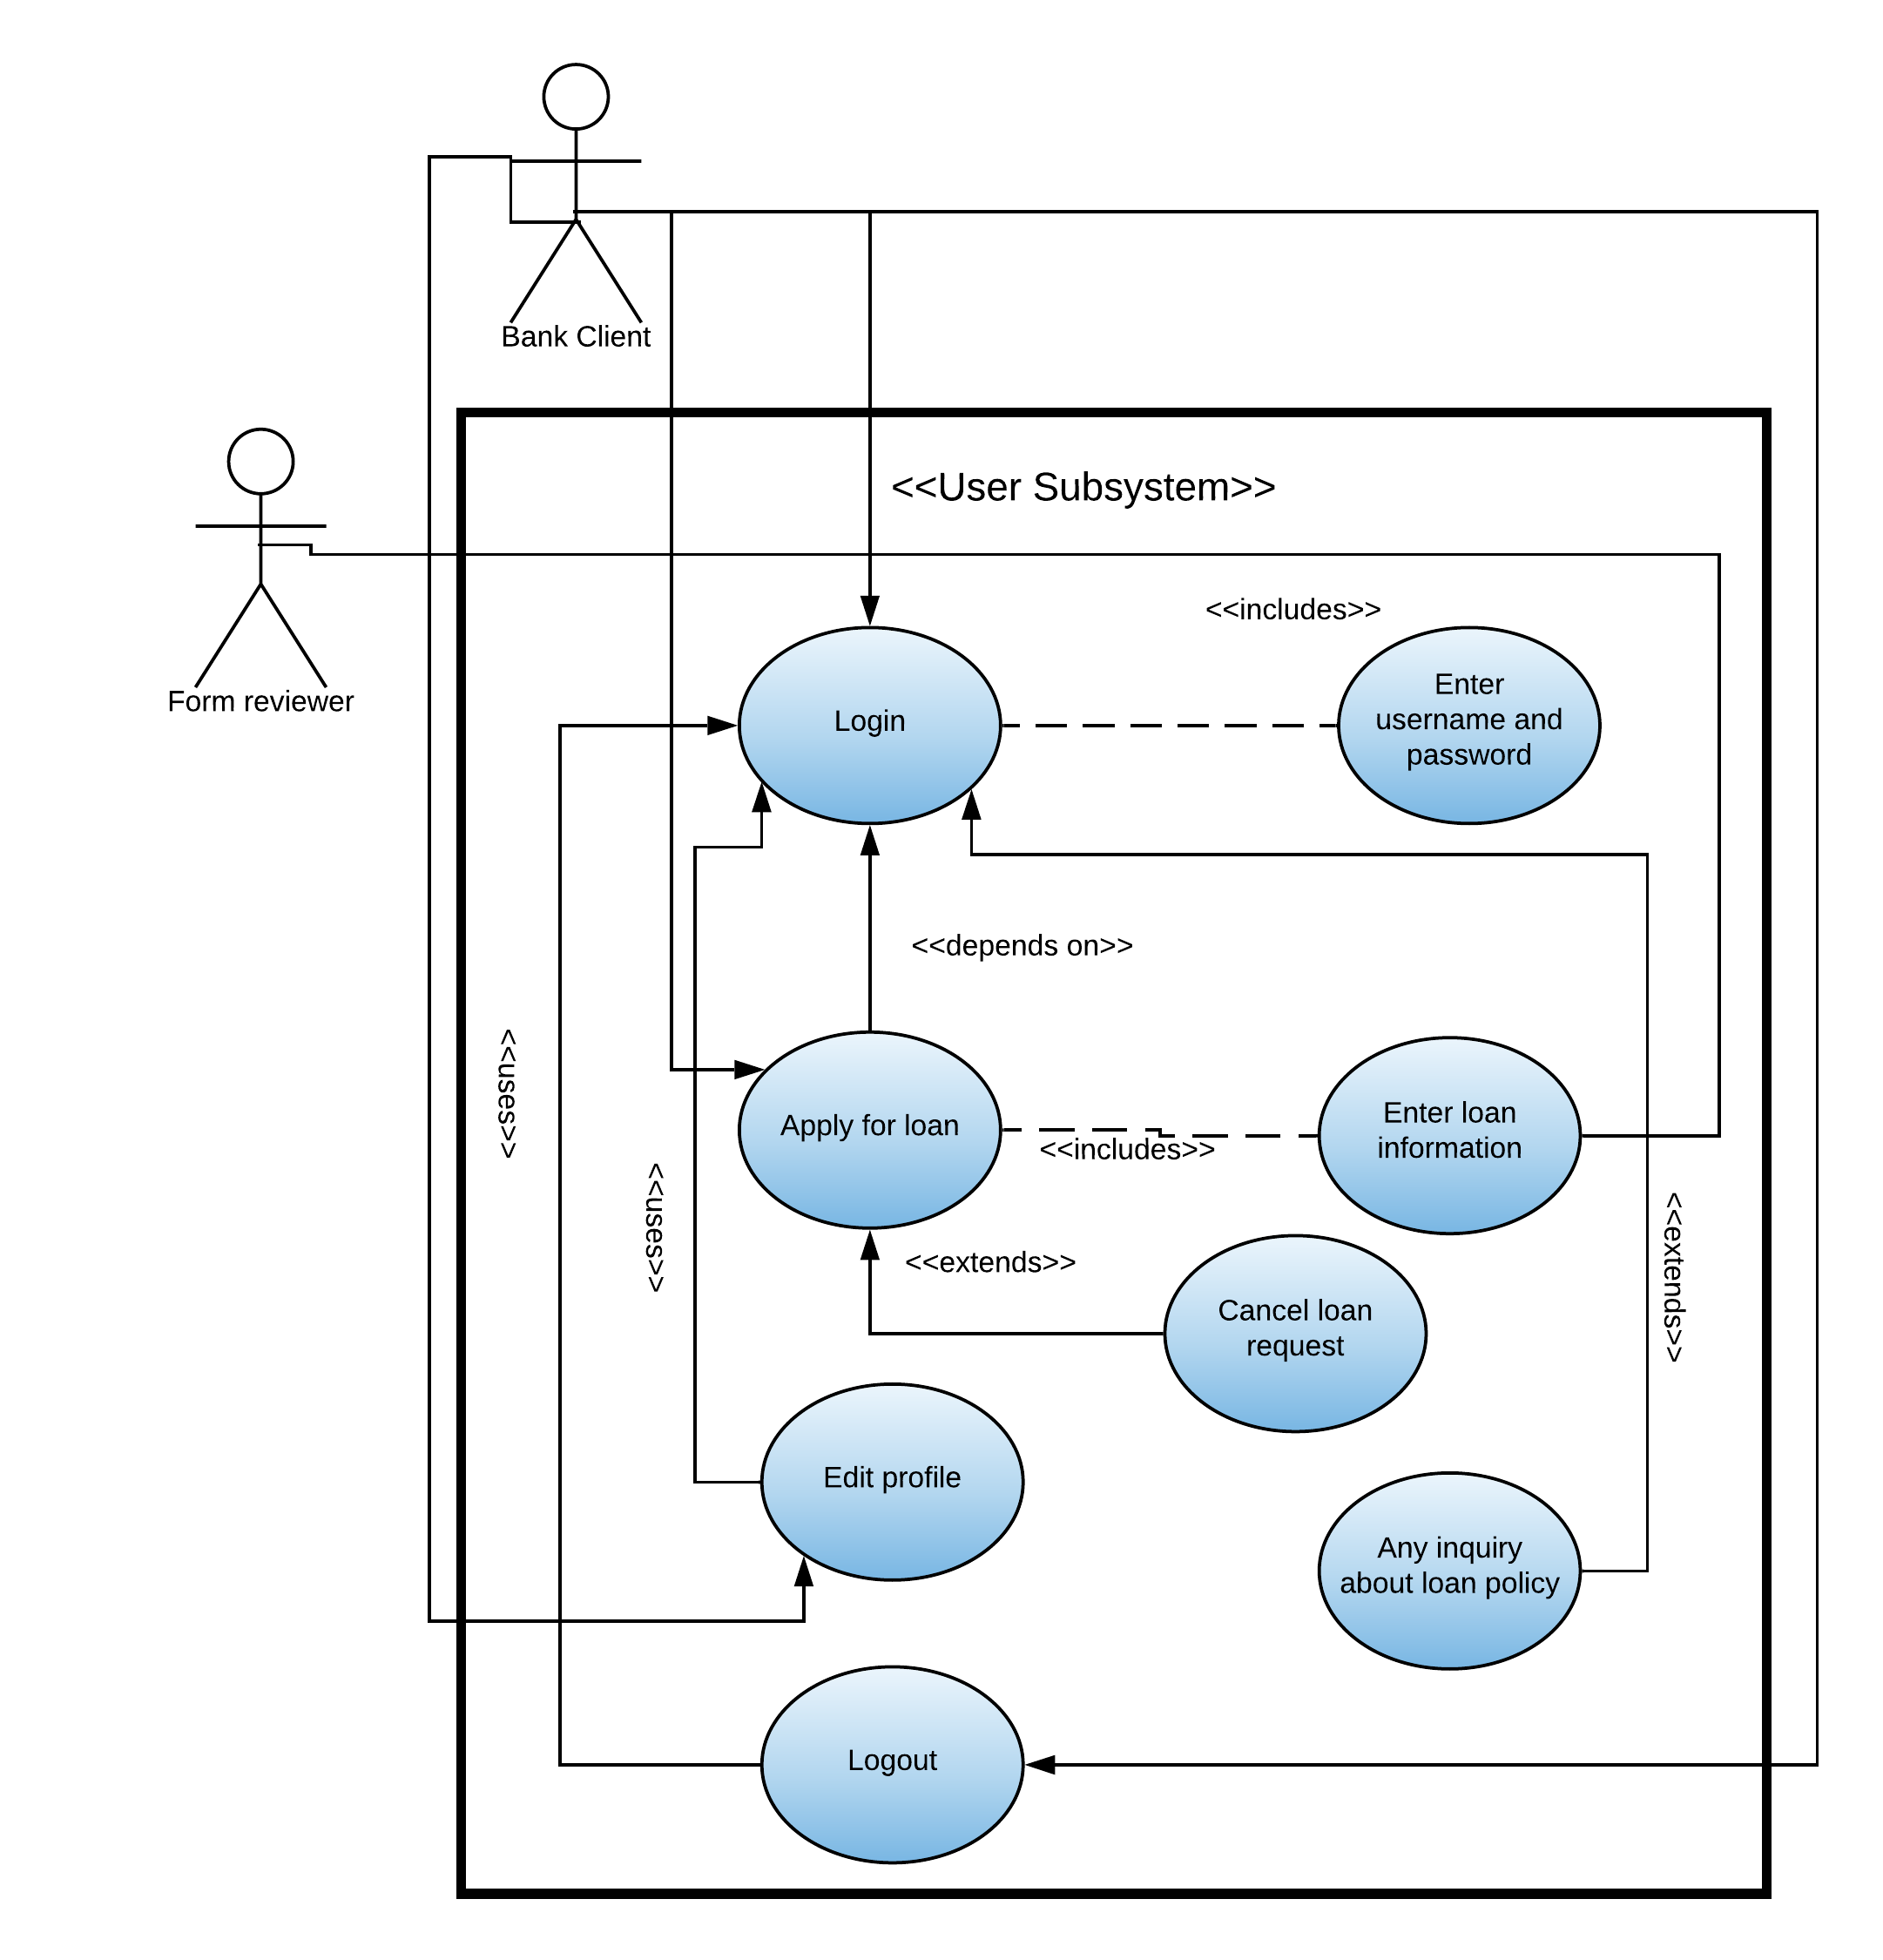 Bank Client
<<User Subsystem>>
Form reviewer
<<includes>>
Login
Enter
username and
password
<<depends on>>
<<uses>>
<<uses>>
Apply for loan
<<includes>>
Enter loan
information
<<extends>>
<<extends>>
Cancel loan
request
Edit profile
Any inquiry
about loan policy
Logout